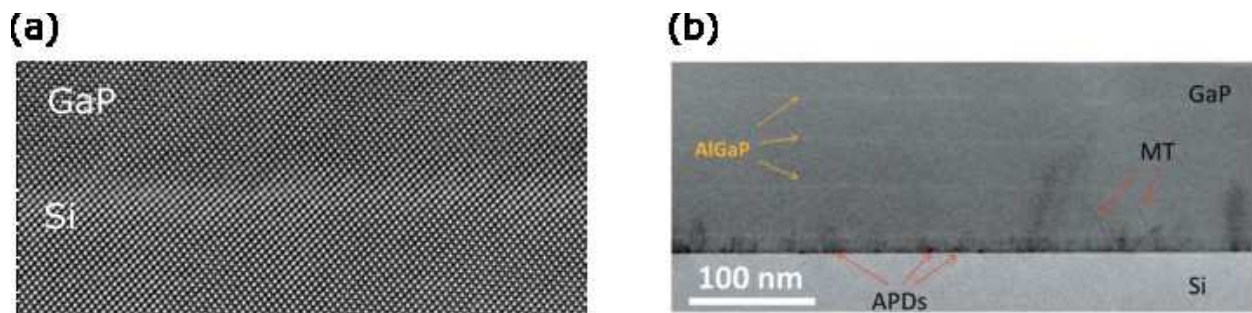 (a)
(b)
GaP
Si
GaP
AlGaP
MT
100 nm
APDs
Si